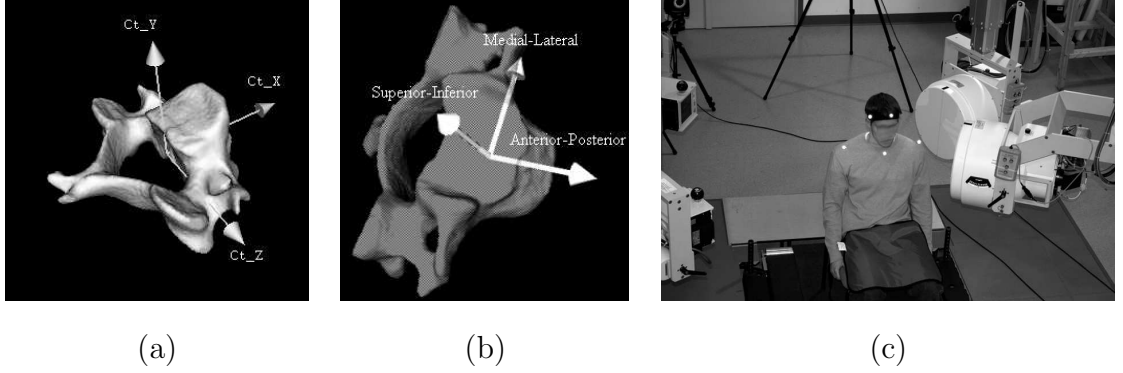 Ct_Y
Ct_X
Ct_Z
(a)
Medial-Lateral
Superior-Inferior
Anterior-Posterior
(b)
(c)